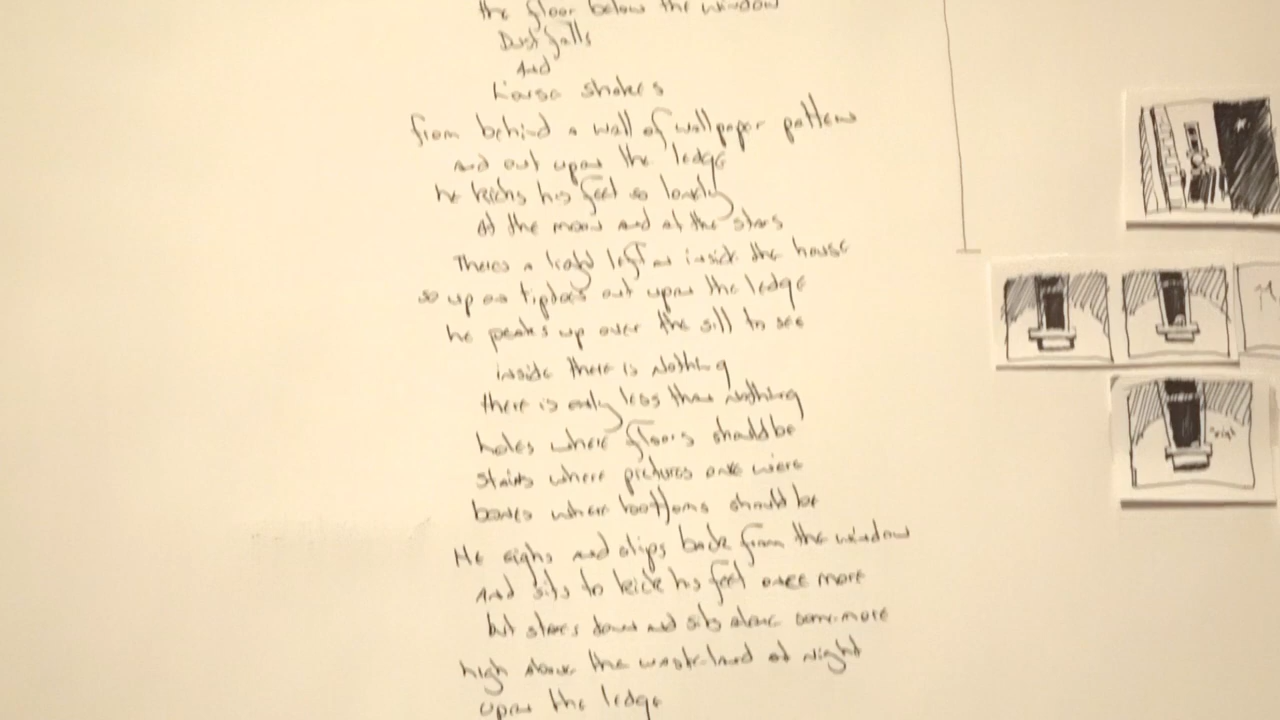 the floor below the window
Dust falls
And
house shakes
from behind a wall of wallpaper pattern
and out upon the ledge
he kicks his feet so lonely
at the moon and at the stars
Theres a light left on inside the house
so up on tiptoes out upon the ledge
he peaks up over the sill to see
inside there is nothing
there is only less than nothing
holes where floors should be
stains where pictures once were
boxes where bottoms should be
He sighs and slips back from the window
And sits to kick his feet once more
but stares down and sits alone some more
high above the wasteland at night
upon the ledge